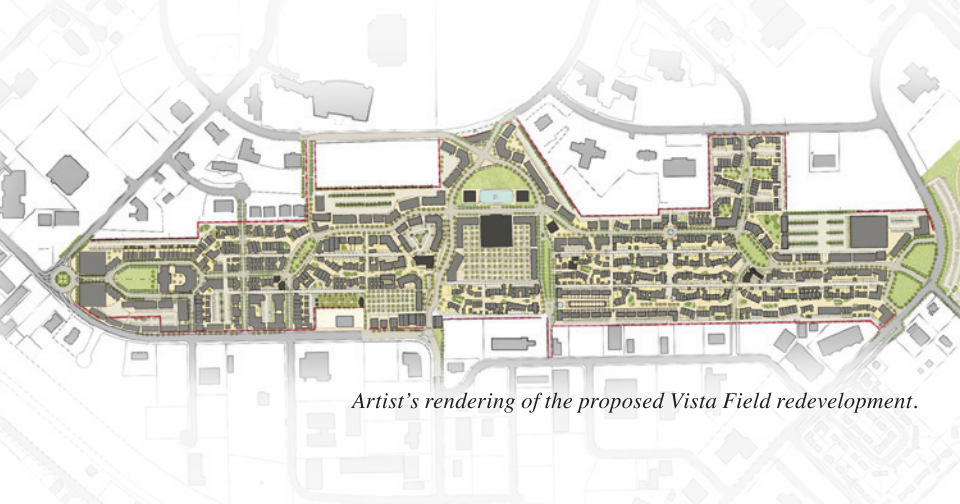 Artist’s rendering of the proposed Vista Field redevelopment.